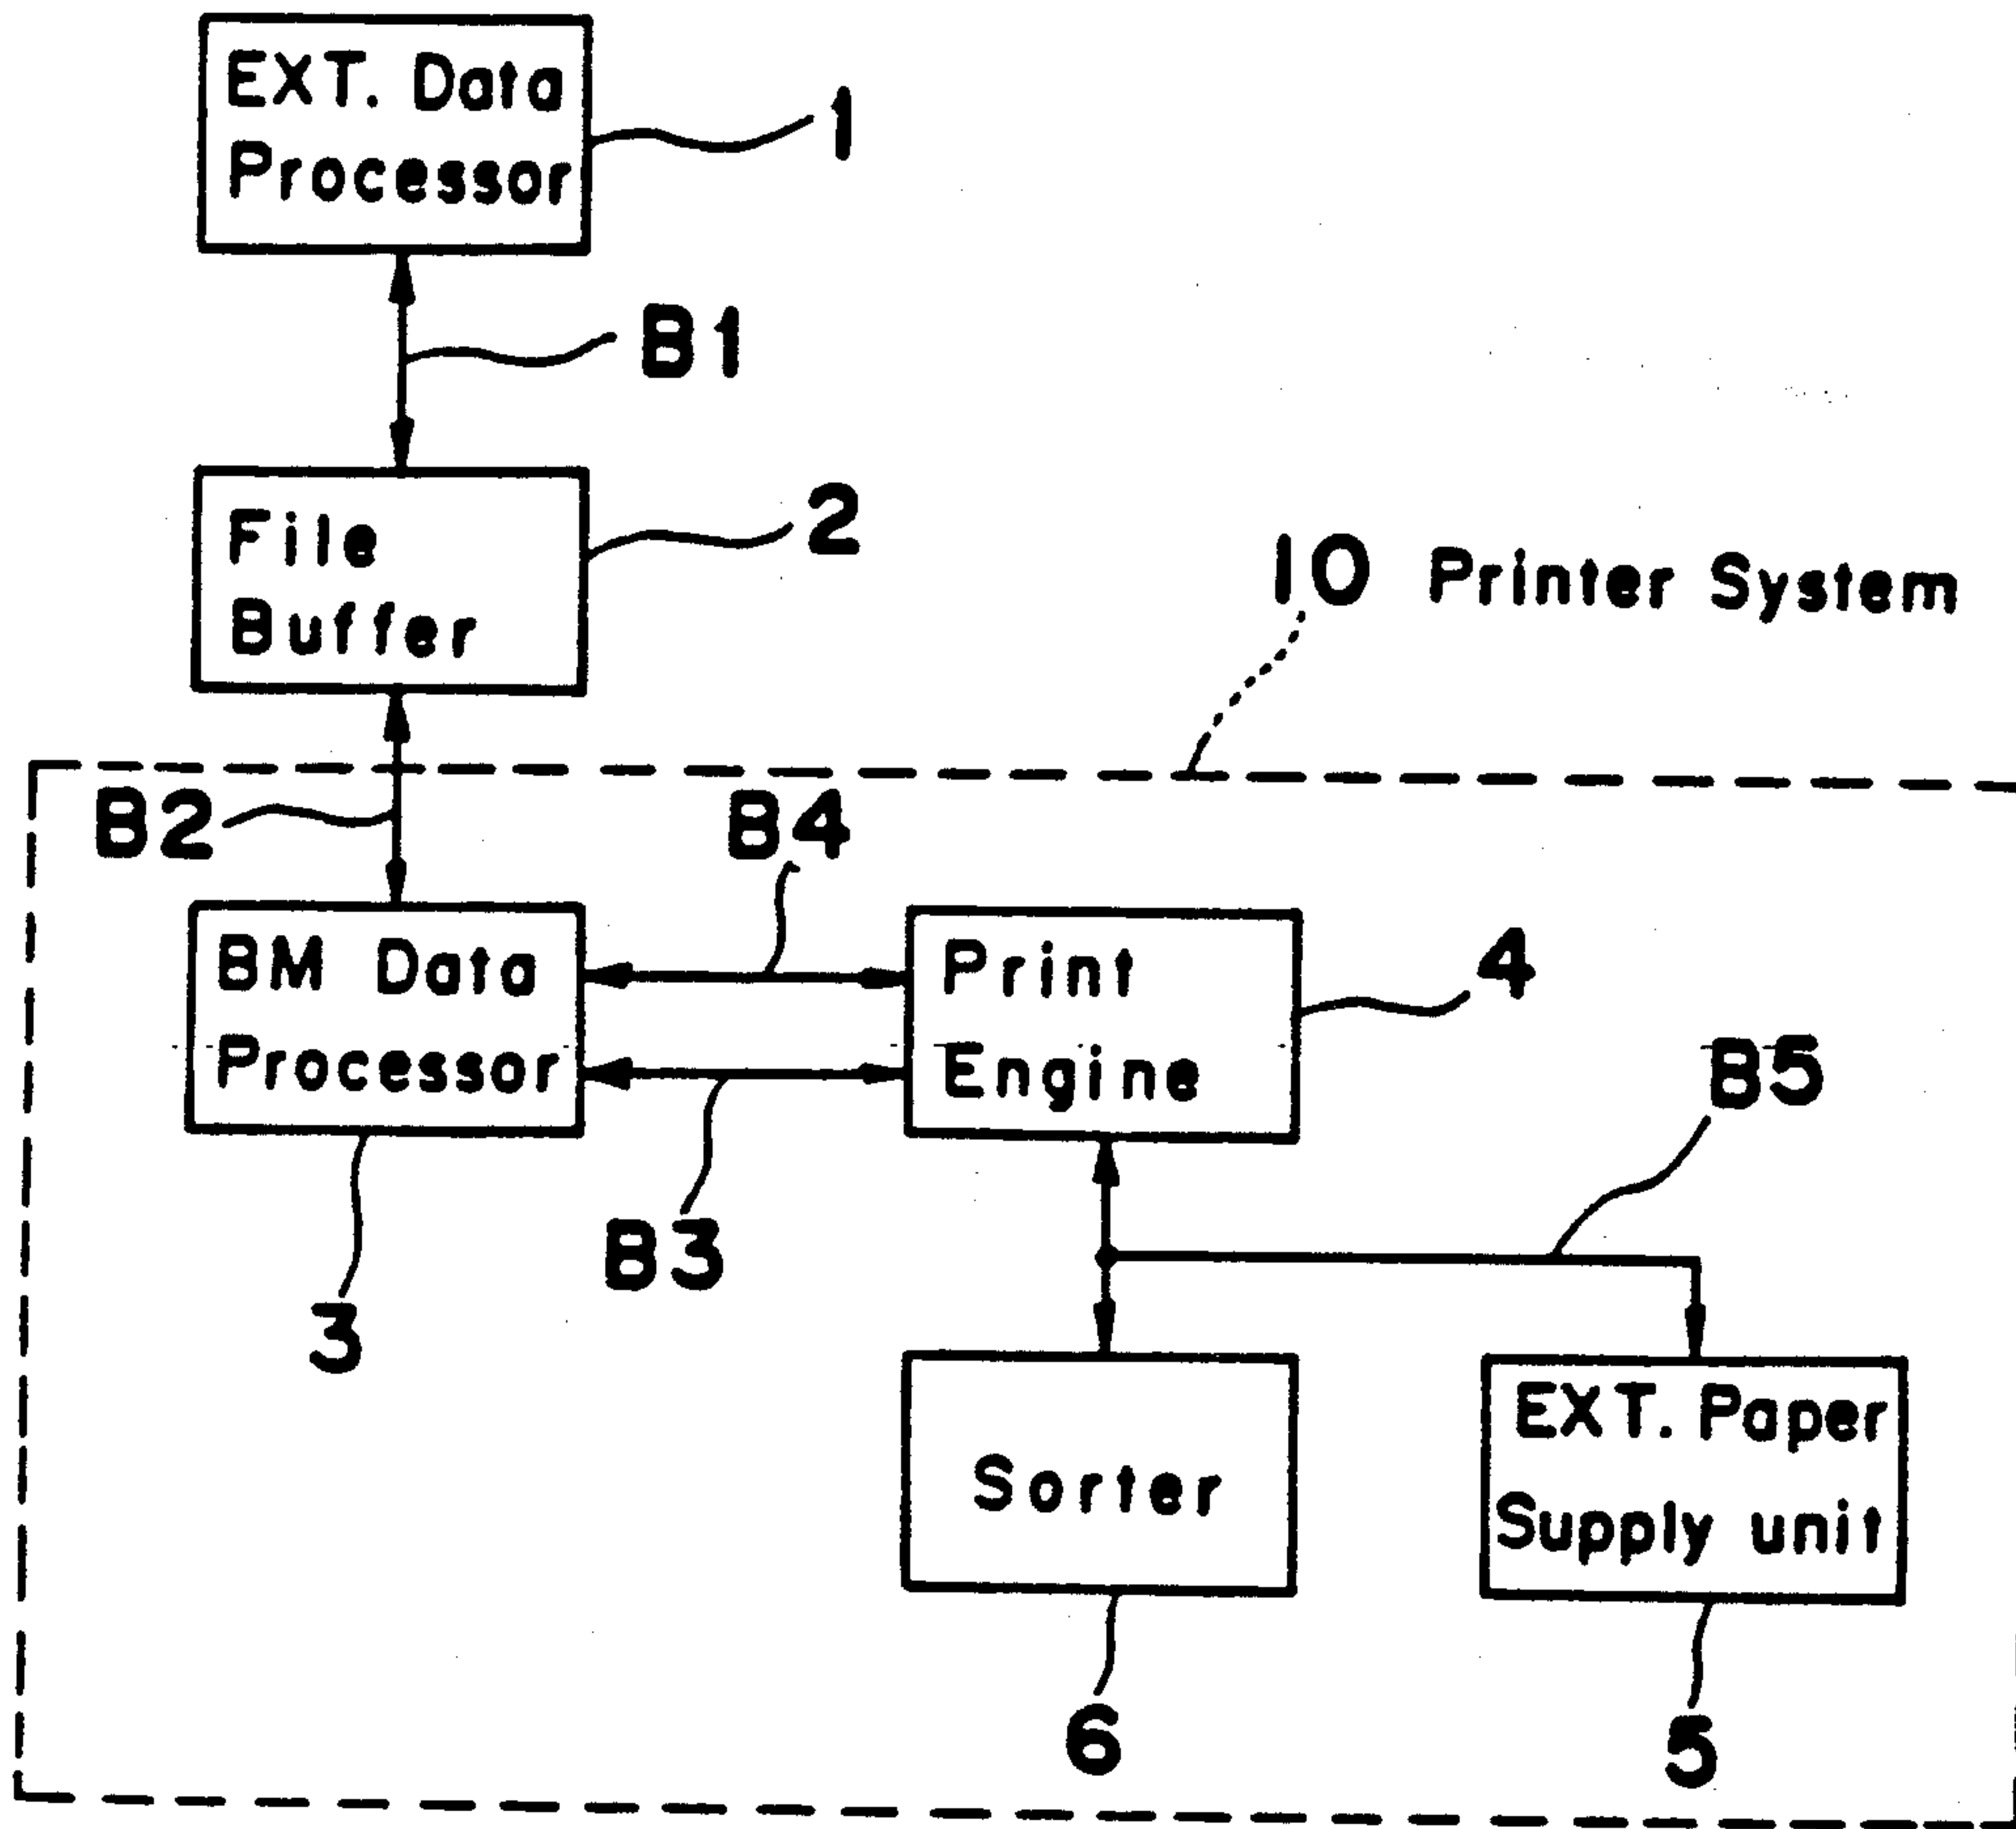 EXT. Data
Processor
1
B1
File
Buffer
2
10 Printer System
B2
B4
BM Data
Processor
Print
Engine
4
B5
B3
3
Sorter
EXT. Paper
Supply unit
6
5